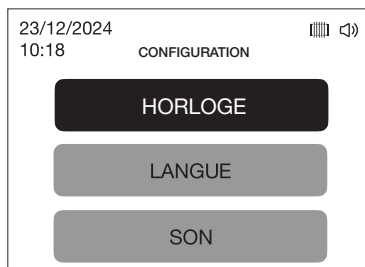 23/12/2024
10:18
CONFIGURATION
HORLOGE
LANGUE
SON